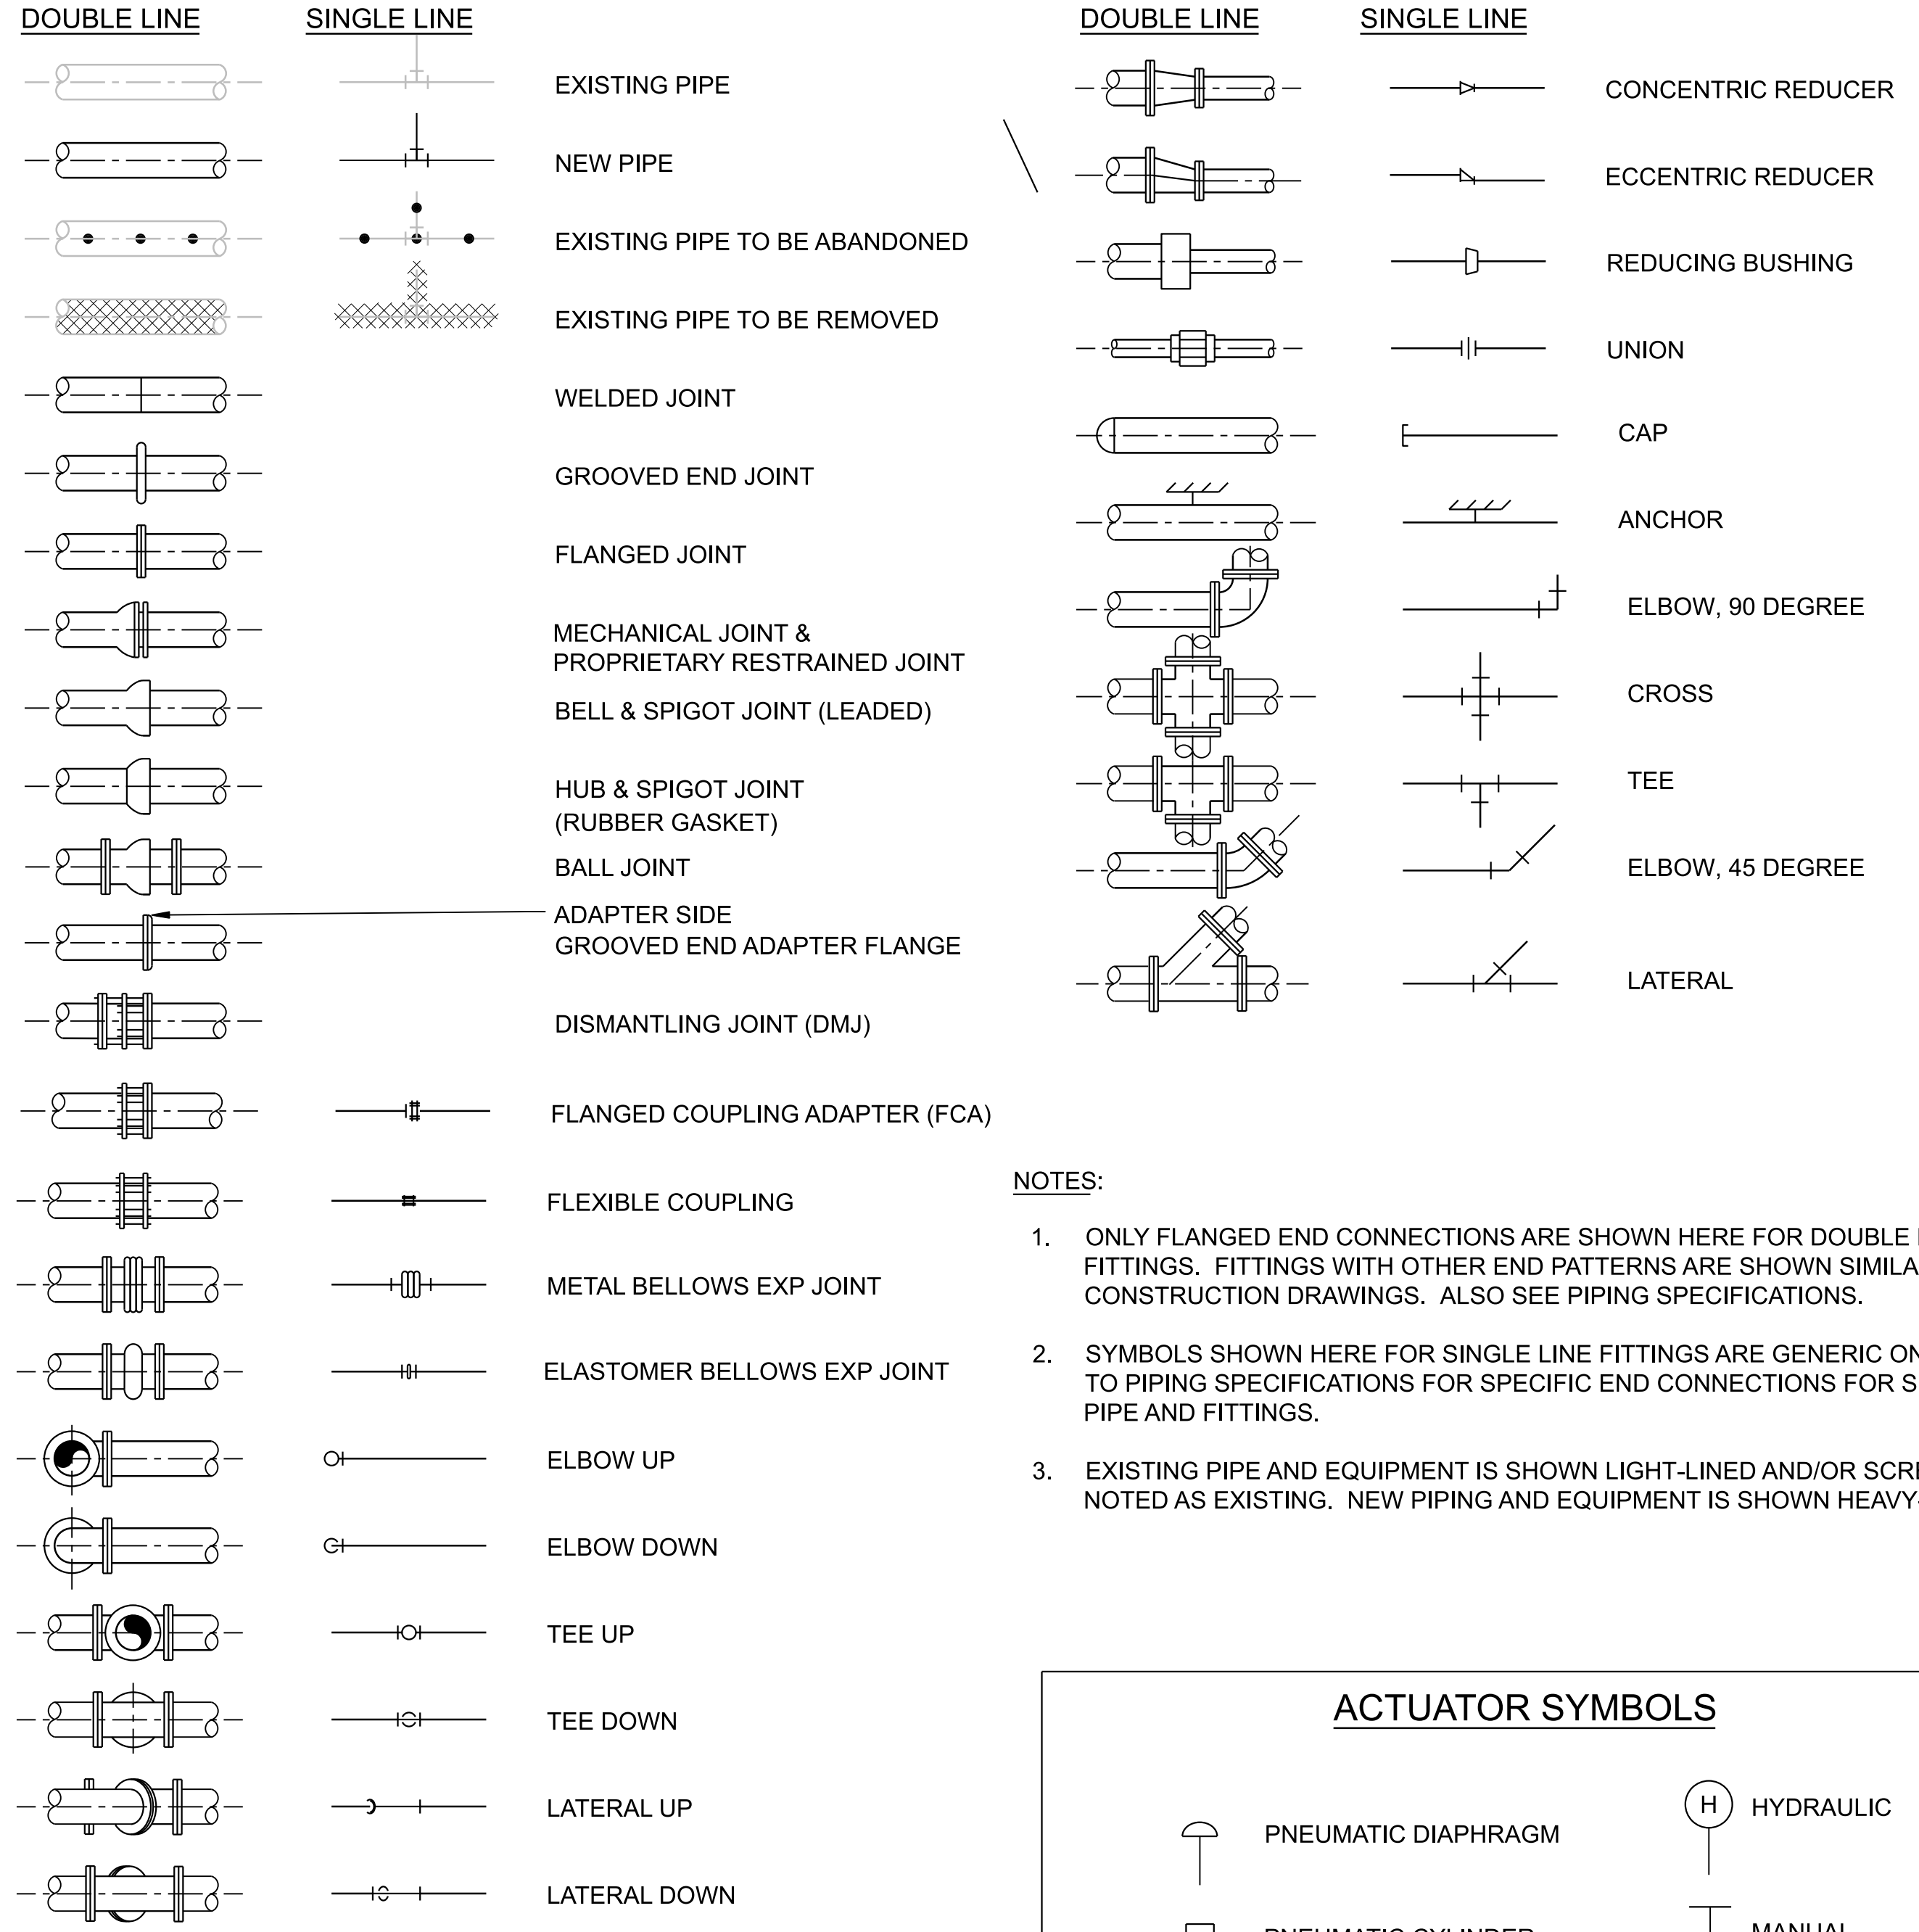 DOUBLE LINE
SINGLE LINE
EXISTING PIPE
NEW PIPE
EXISTING PIPE TO BE ABANDONED
EXISTING PIPE TO BE REMOVED
WELDED JOINT
GROOVED END JOINT
FLANGED JOINT
MECHANICAL JOINT &
PROPRIETARY RESTRAINED JOINT
BELL & SPIGOT JOINT (LEADED)
HUB & SPIGOT JOINT
(RUBBER GASKET)
BALL JOINT
ADAPTER SIDE
GROOVED END ADAPTER FLANGE
DISMANTLING JOINT (DMJ)
FLANGED COUPLING ADAPTER (FCA)
FLEXIBLE COUPLING
METAL BELLOWS EXP JOINT
ELASTOMER BELLOWS EXP JOINT
ELBOW UP
ELBOW DOWN
TEE UP
TEE DOWN
LATERAL UP
LATERAL DOWN
DOUBLE LINE
SINGLE LINE
CONCENTRIC REDUCER
ECCENTRIC REDUCER
REDUCING BUSHING
UNION
CAP
ANCHOR
ELBOW, 90 DEGREE
CROSS
TEE
ELBOW, 45 DEGREE
LATERAL
NOTES:
1. ONLY FLANGED END CONNECTIONS ARE SHOWN HERE FOR DOUBLE
FITTINGS. FITTINGS WITH OTHER END PATTERNS ARE SHOWN
CONSTRUCTION DRAWINGS. ALSO SEE PIPING SPECIFICATIONS.
2. SYMBOLS SHOWN HERE FOR SINGLE LINE FITTINGS ARE GENERIC
TO PIPING SPECIFICATIONS FOR SPECIFIC END CONNECTIONS FOR
PIPE AND FITTINGS.
3. EXISTING PIPE AND EQUIPMENT IS SHOWN LIGHT-LINED AND/OR
NOTED AS EXISTING. NEW PIPING AND EQUIPMENT IS SHOWN
ACTUATOR SYMBOLS
PNEUMATIC DIAPHRAGM
H HYDRAULIC
PNEUMATIC CYLINDER
MANUAL